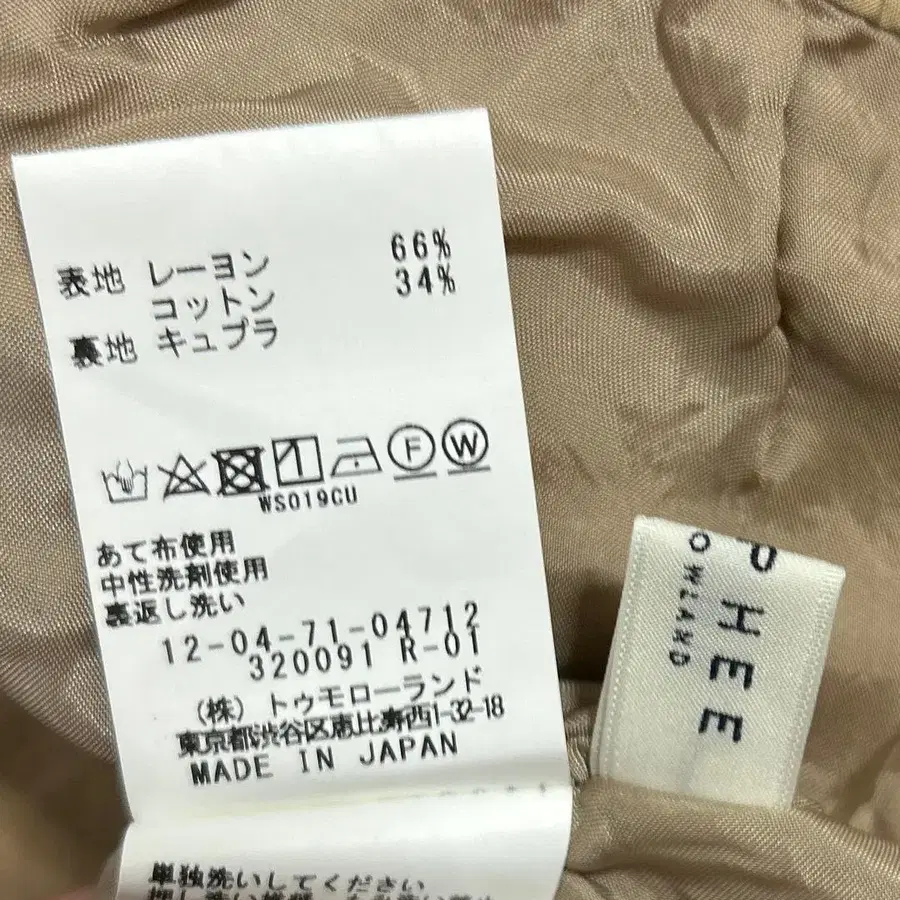 表地 レーヨン 66%
コットン 34%
裏地 キュプラ
F W
WS019CU
あて布使用
中性洗剤使用
裏返し洗い
12-04-71-04712
320091 R-01
(株) トゥモローランド
東京都渋谷区恵比寿西1-32-18
MADE IN JAPAN
単独洗いしてください
PHEE
OWLAND